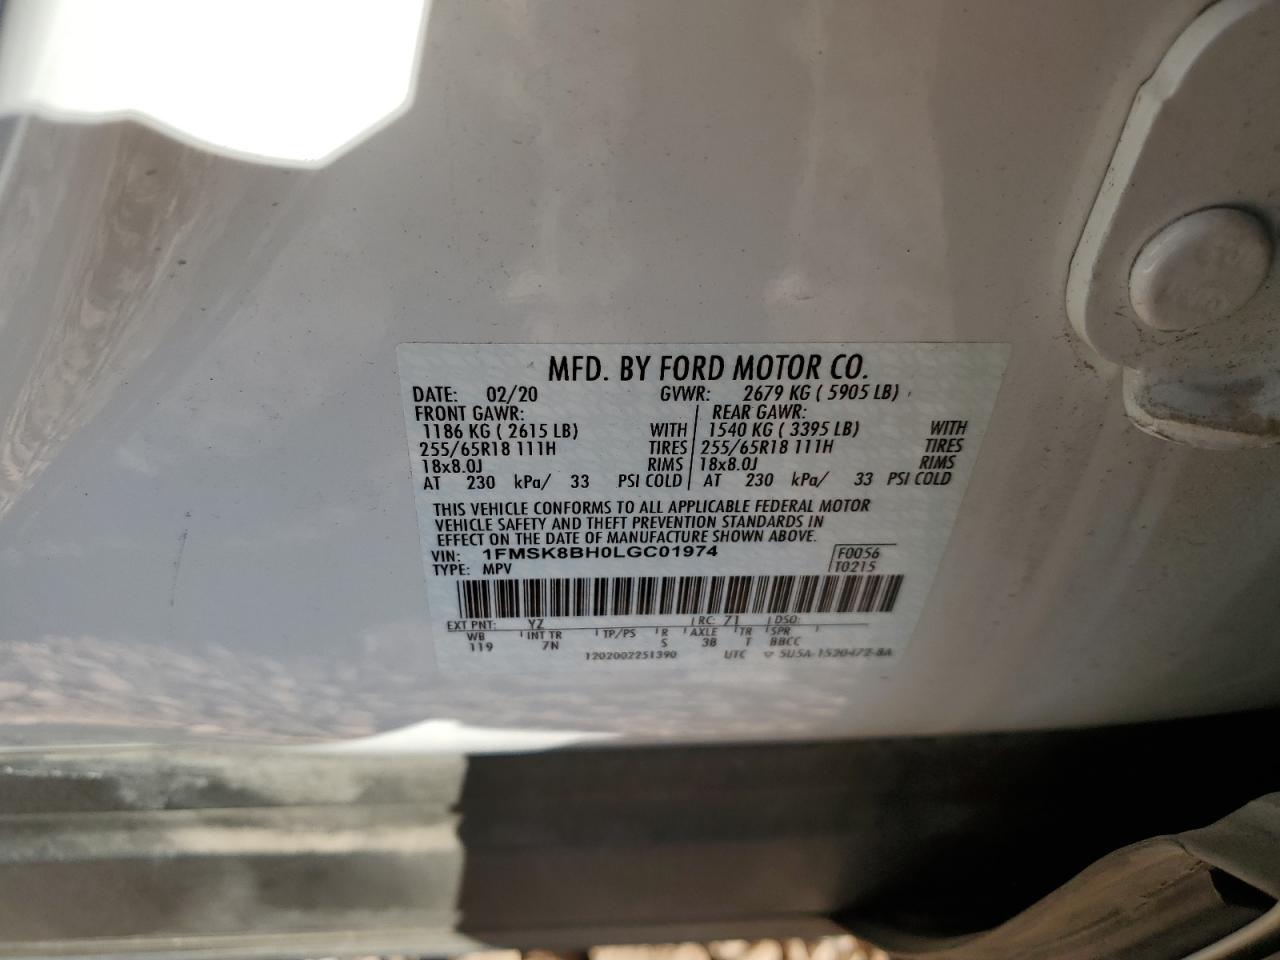 MFD. BY FORD MOTOR CO.
DATE: 02/20 GVWR: 2679 KG ( 5905 LB)
FRONT GAWR: REAR GAWR:
1186 KG ( 2615 LB) WITH 1540 KG ( 3395 LB) WITH
255/65R18 111H TIRES 255/65R18 111H TIRES
18x8.0J RIMS 18x8.0J RIMS
AT 230 kPa/ 33 PSI COLD AT 230 kPa/ 33 PSI COLD
THIS VEHICLE CONFORMS TO ALL APPLICABLE FEDERAL MOTOR
VEHICLE SAFETY AND THEFT PREVENTION STANDARDS IN
EFFECT ON THE DATE OF MANUFACTURE SHOWN ABOVE.
VIN: 1FMSK8BH0LGC01974 F0056
TYPE: MPV T0215
EXT PNT: YZ RC: 71 DSO:
WB INT TR TP/PS R AXLE TR SPR
119 7N S 3B T BBCC
1202002251390 UTC 5U5A-1520472-8A